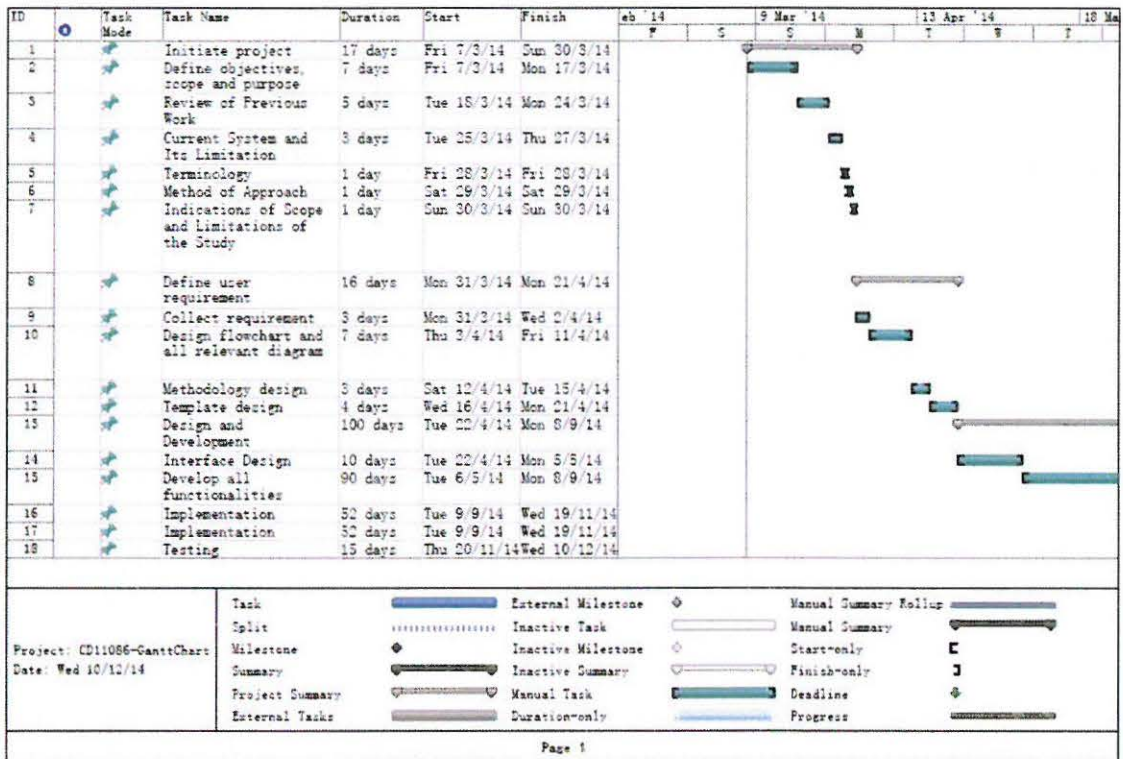 ID Task Mode Task Name Duration Start Finish eb '14 9 Mar '14 13 Apr '14 18 Ma
F S S M T W T
1 Initiate project 17 days Fri 7/3/14 Sun 30/3/14
2 Define objectives, scope and purpose 7 days Fri 7/3/14 Mon 17/3/14
3 Review of Previous Work 5 days Tue 18/3/14 Mon 24/3/14
4 Current System and Its Limitation 3 days Tue 25/3/14 Thu 27/3/14
5 Terminology 1 day Fri 28/3/14 Fri 28/3/14
6 Method of Approach 1 day Sat 29/3/14 Sat 29/3/14
7 Indications of Scope and Limitations of the Study 1 day Sun 30/3/14 Sun 30/3/14
8 Define user requirement 16 days Mon 31/3/14 Mon 21/4/14
9 Collect requirement 3 days Mon 31/3/14 Wed 2/4/14
10 Design flowchart and all relevant diagram 7 days Thu 3/4/14 Fri 11/4/14
11 Methodology design 3 days Sat 12/4/14 Tue 15/4/14
12 Template design 4 days Wed 16/4/14 Mon 21/4/14
13 Design and Development 100 days Tue 22/4/14 Mon 8/9/14
14 Interface Design 10 days Tue 22/4/14 Mon 5/5/14
15 Develop all functionalities 90 days Tue 6/5/14 Mon 8/9/14
16 Implementation 52 days Tue 9/9/14 Wed 19/11/14
17 Implementation 52 days Tue 9/9/14 Wed 19/11/14
18 Testing 15 days Thu 20/11/14 Wed 10/12/14
Project: CD11086-GanttChart
Date: Wed 10/12/14
Task External Milestone Manual Summary Rollup
Split Inactive Task Manual Summary
Milestone Inactive Milestone Start-only
Summary Inactive Summary Finish-only
Project Summary Manual Task Deadline
External Tasks Duration-only Progress
Page 1